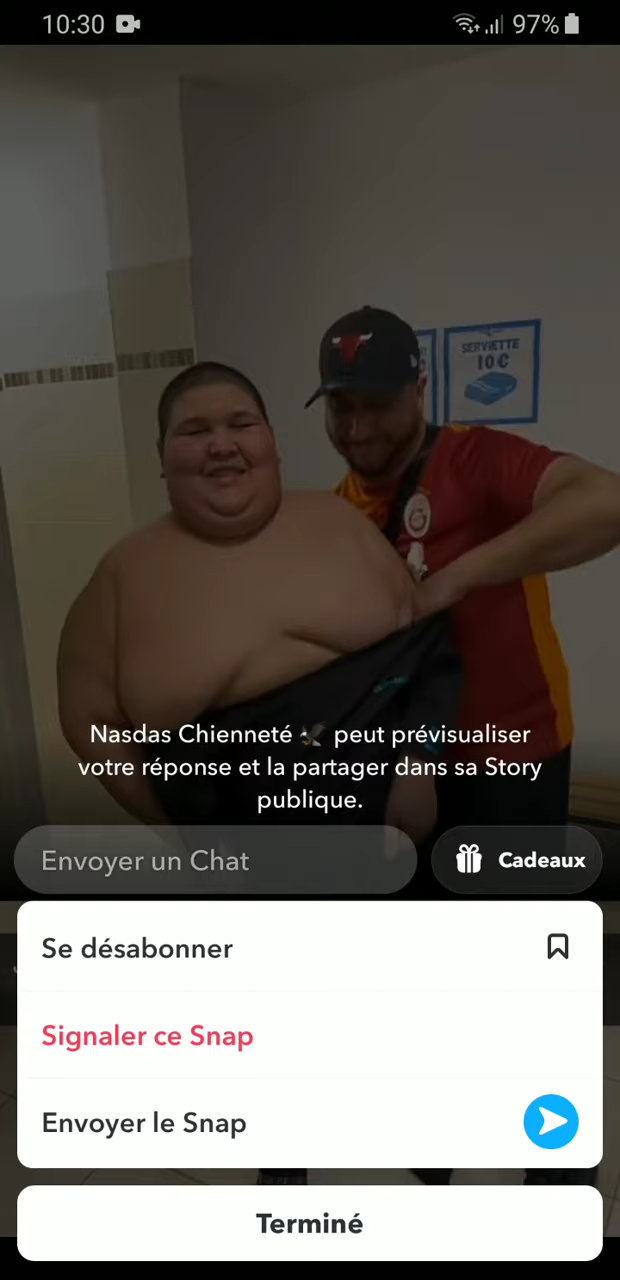 10:30
97%
SERVIETTE
10€
Nasdas Chienneté 🦅 peut prévisualiser
votre réponse et la partager dans sa Story
publique.
Envoyer un Chat
Cadeaux
Se désabonner
Signaler ce Snap
Envoyer le Snap
Terminé